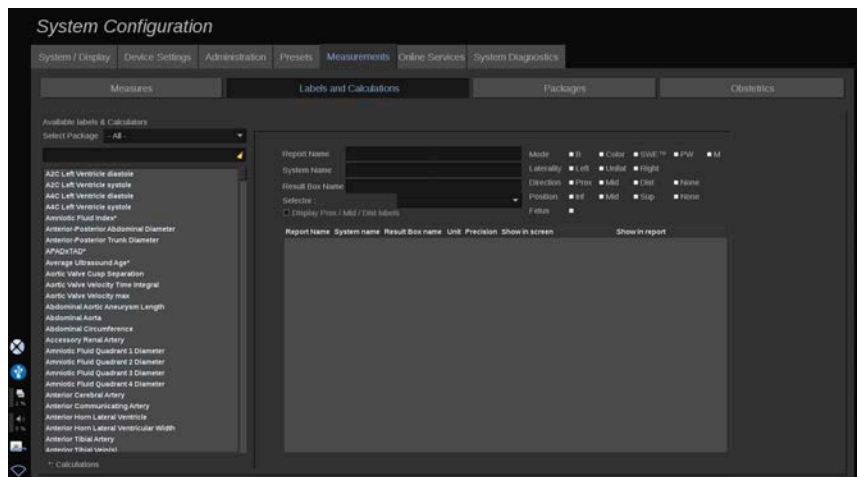 System Configuration
System / Display Device Settings Administration Presets Measurements Online Services System Diagnostics
Measures Labels and Calculations Packages Obstetrics
Available labels & Calculators
Select Package - All -
A2C Left Ventricle diastole
A2C Left Ventricle systole
A4C Left Ventricle diastole
A4C Left Ventricle systole
Amniotic Fluid Index*
Anterior-Posterior Abdominal Diameter
Anterior-Posterior Trunk Diameter
APADxTAD*
Average Ultrasound Age*
Aortic Valve Cusp Separation
Aortic Valve Velocity Time Integral
Aortic Valve Velocity max
Abdominal Aortic Aneurysm Length
Abdominal Aorta
Abdominal Circumference
Accessory Renal Artery
Amniotic Fluid Quadrant 1 Diameter
Amniotic Fluid Quadrant 2 Diameter
Amniotic Fluid Quadrant 3 Diameter
Amniotic Fluid Quadrant 4 Diameter
Anterior Cerebral Artery
Anterior Communicating Artery
Anterior Horn Lateral Ventricle
Anterior Horn Lateral Ventricular Width
Anterior Tibial Artery
Anterior Tibial Vein(s)
*: Calculations
Report Name
System Name
Result Box Name
Selector :
Display Prox / Mid / Dist labels
Mode B Color SWE™ PW M
Laterality Left Unilat Right
Direction Prox Mid Dist None
Position Inf Mid Sup None
Fetus
Report Name System name Result Box name Unit Precision Show in screen Show in report